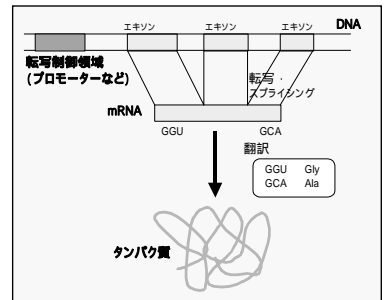 エキソン エキソン エキソン DNA
転写制御領域
(プロモーターなど)
転写・
スプライシング
mRNA
GGU GCA
翻訳
GGU Gly
GCA Ala
タンパク質